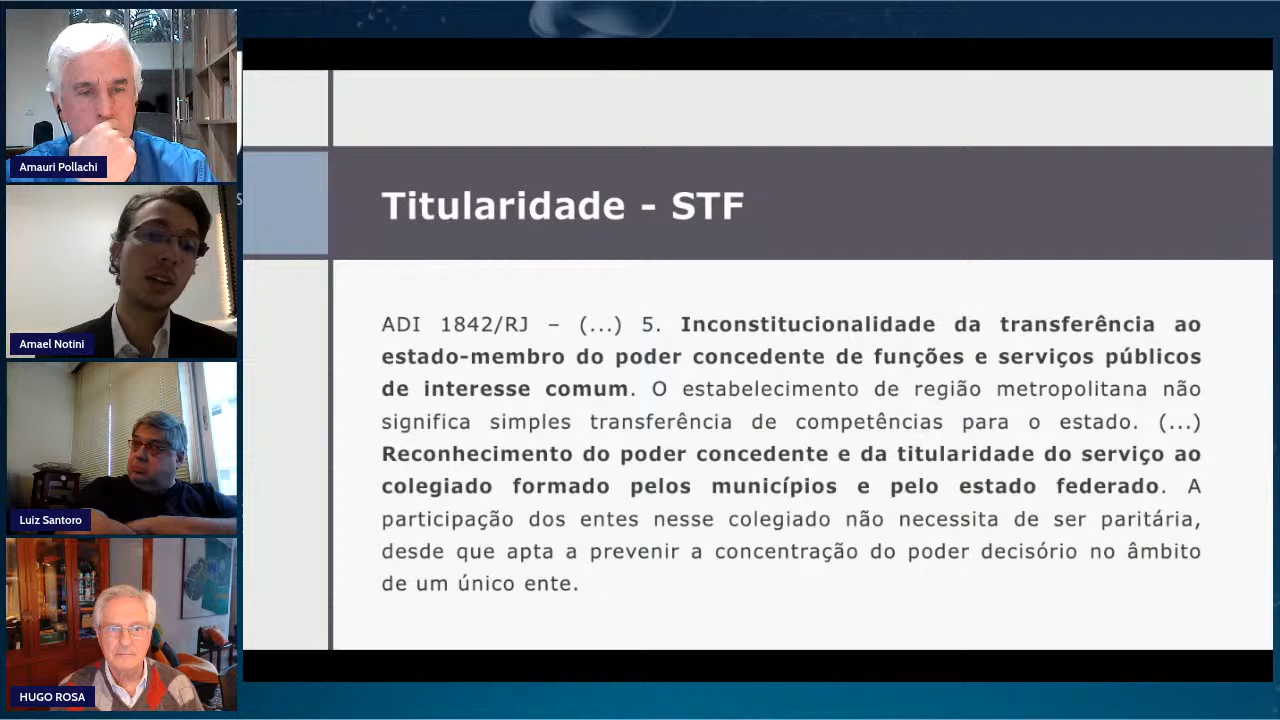 Amauri Pollachi
Amael Notini
Luiz Santoro
HUGO ROSA
S
Titularidade - STF
ADI 1842/RJ – (...) 5. Inconstitucionalidade da transferência ao
estado-membro do poder concedente de funções e serviços públicos
de interesse comum. O estabelecimento de região metropolitana não
significa simples transferência de competências para o estado. (...)
Reconhecimento do poder concedente e da titularidade do serviço ao
colegiado formado pelos municípios e pelo estado federado. A
participação dos entes nesse colegiado não necessita de ser paritária,
desde que apta a prevenir a concentração do poder decisório no âmbito
de um único ente.